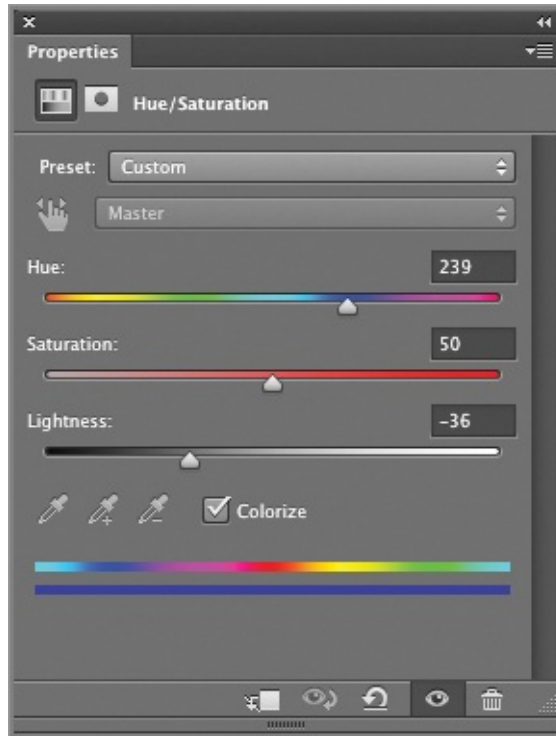 Properties
Hue/Saturation
Preset: Custom
Master
Hue: 239
Saturation: 50
Lightness: -36
Colorize